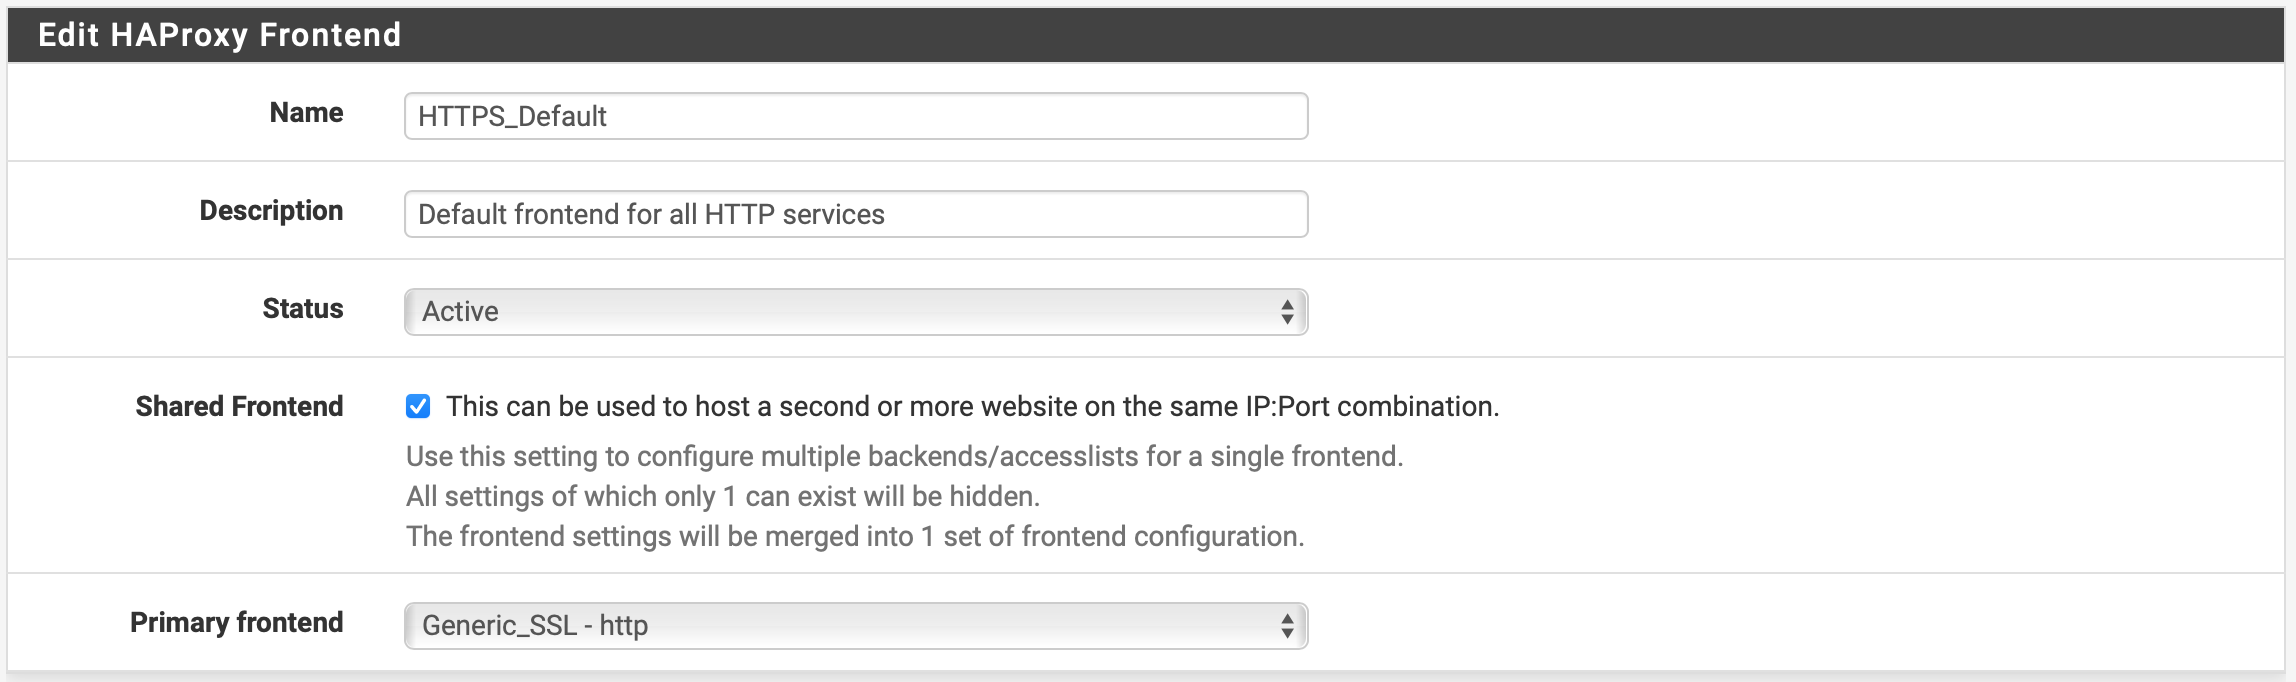 Edit HAProxy Frontend
Name
HTTPS_Default
Description
Default frontend for all HTTP services
Status
Active
Shared Frontend
This can be used to host a second or more website on the same IP:Port combination.
Use this setting to configure multiple backends/accesslists for a single frontend.
All settings of which only 1 can exist will be hidden.
The frontend settings will be merged into 1 set of frontend configuration.
Primary frontend
Generic_SSL - http